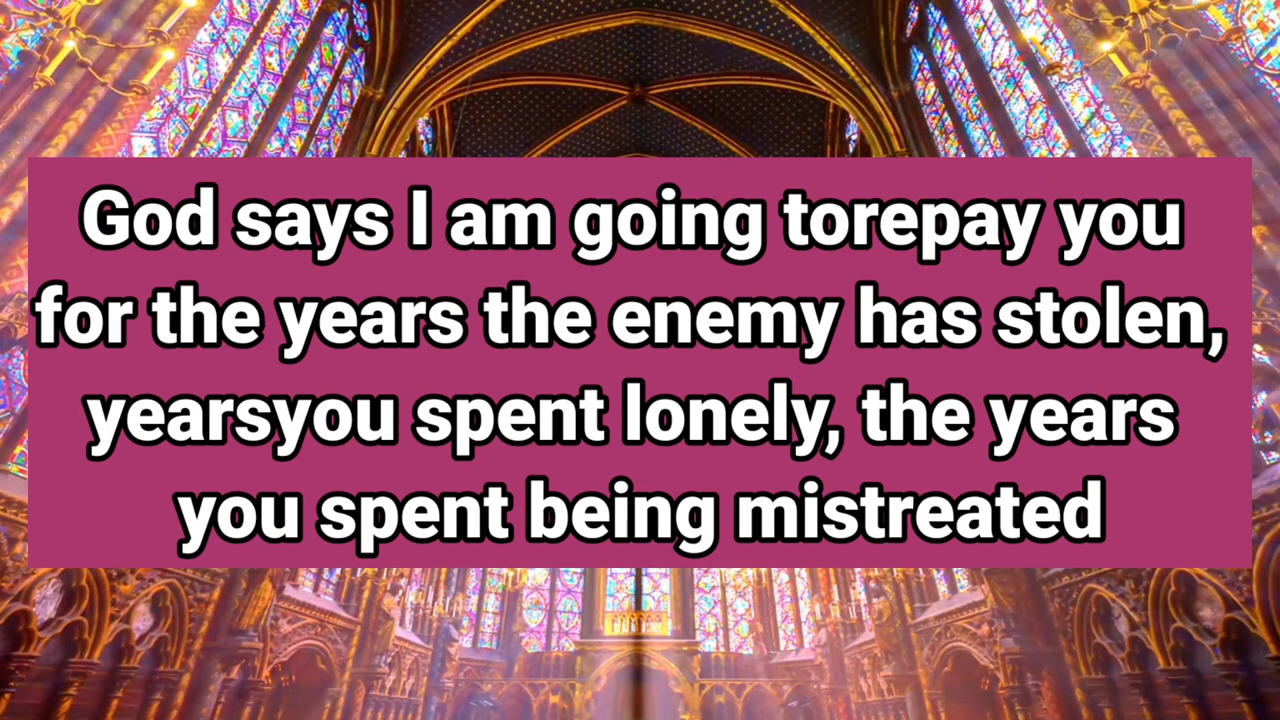 God says I am going torepay you
for the years the enemy has stolen,
yearsyou spent lonely, the years
you spent being mistreated